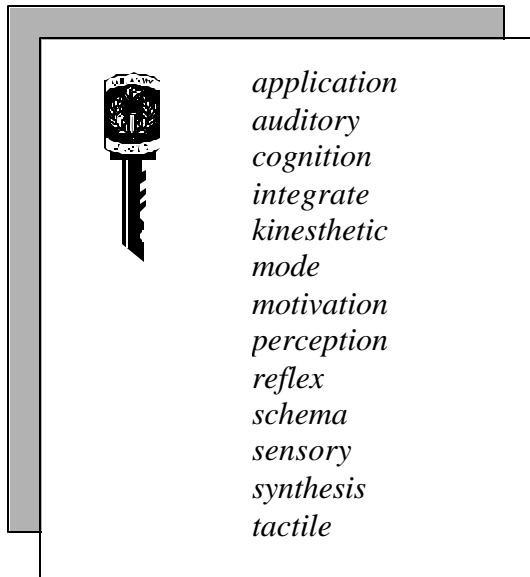 application
auditory
cognition
integrate
kinesthetic
mode
motivation
perception
reflex
schema
sensory
synthesis
tactile